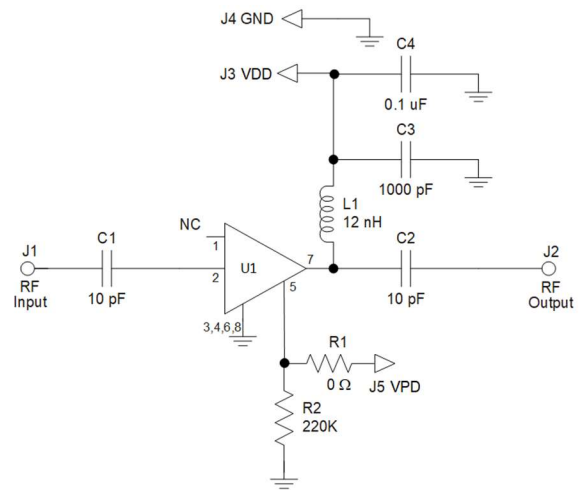 J4 GND
C4
J3 VDD
0.1 uF
C3
1000 pF
L1
12 nH
NC
1
J1
C1
C2
J2
7
U1
2
5
RF
Input
10 pF
10 pF
RF
Output
3,4,6,8
R1
0 Ω
J5 VPD
R2
220K